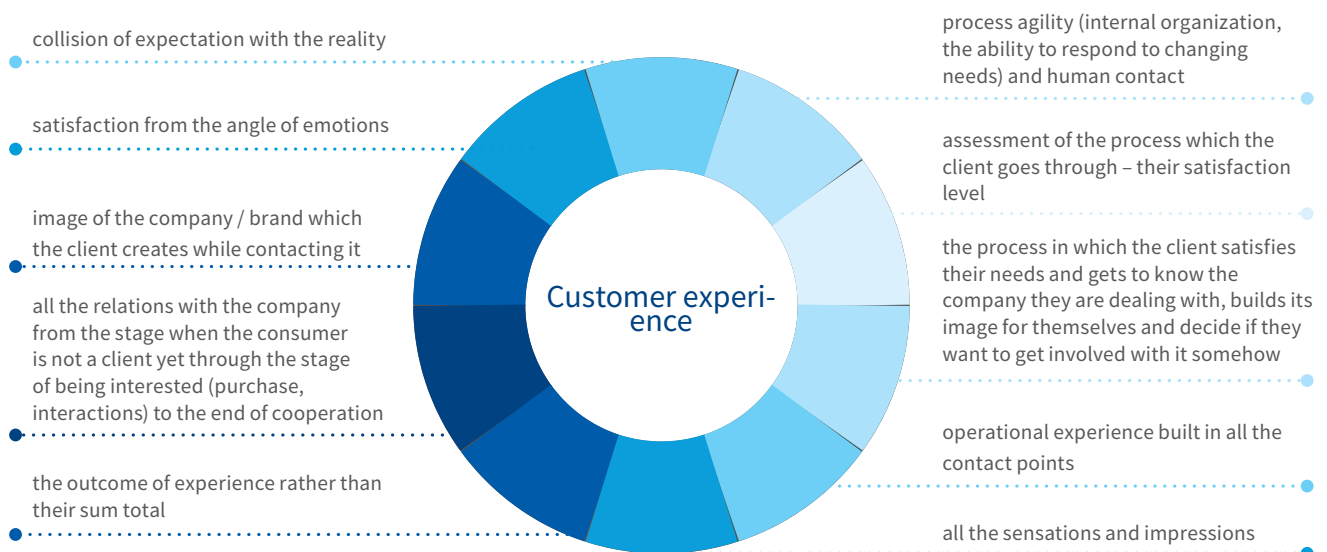 collision of expectation with the reality
satisfaction from the angle of emotions
image of the company / brand which
the client creates while contacting it
all the relations with the company
from the stage when the consumer
is not a client yet through the stage
of being interested (purchase,
interactions) to the end of cooperation
the outcome of experience rather than
their sum total
Customer experi-
ence
process agility (internal organization,
the ability to respond to changing
needs) and human contact
assessment of the process which the
client goes through – their satisfaction
level
the process in which the client satisfies
their needs and gets to know the
company they are dealing with, builds its
image for themselves and decide if they
want to get involved with it somehow
operational experience built in all the
contact points
all the sensations and impressions